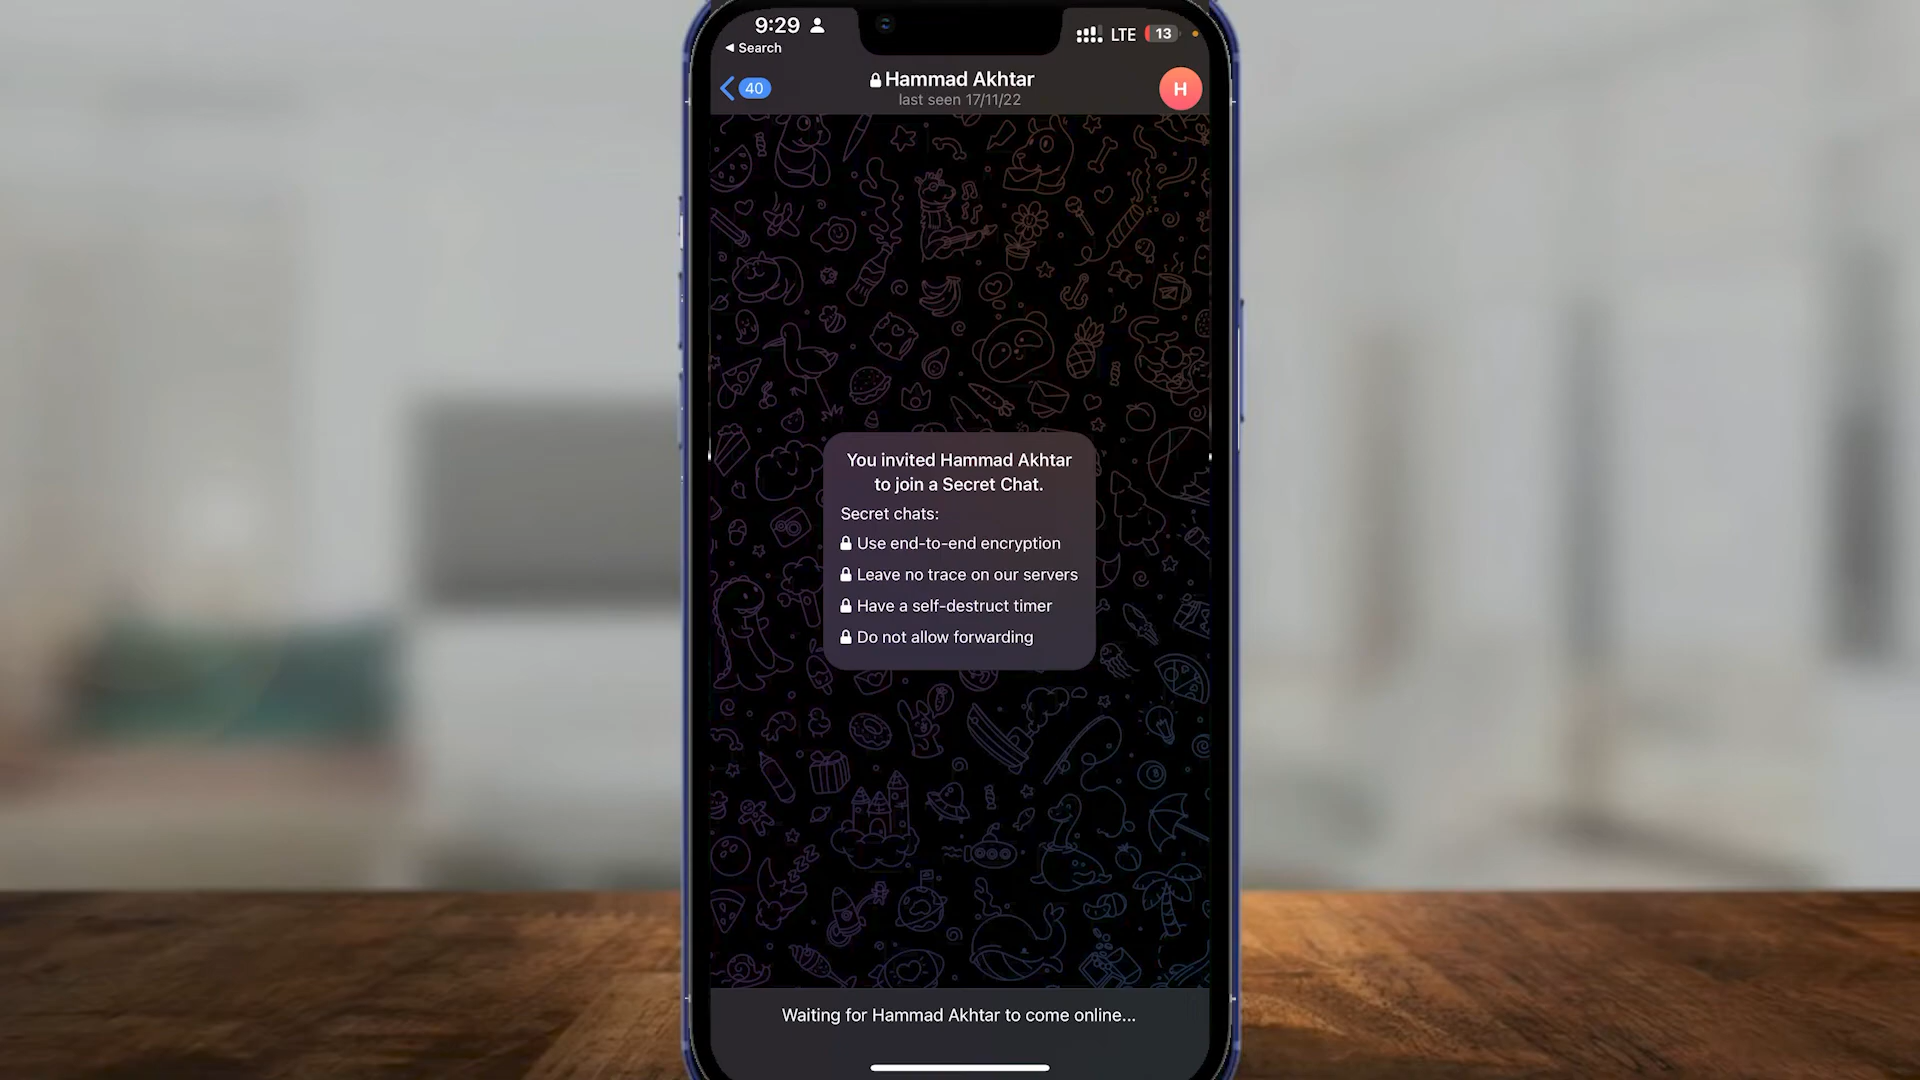 9:29
LTE 13
Search
40
Hammad Akhtar
last seen 17/11/22
H
You invited Hammad Akhtar
to join a Secret Chat.
Secret chats:
Use end-to-end encryption
Leave no trace on our servers
Have a self-destruct timer
Do not allow forwarding
Waiting for Hammad Akhtar to come online...